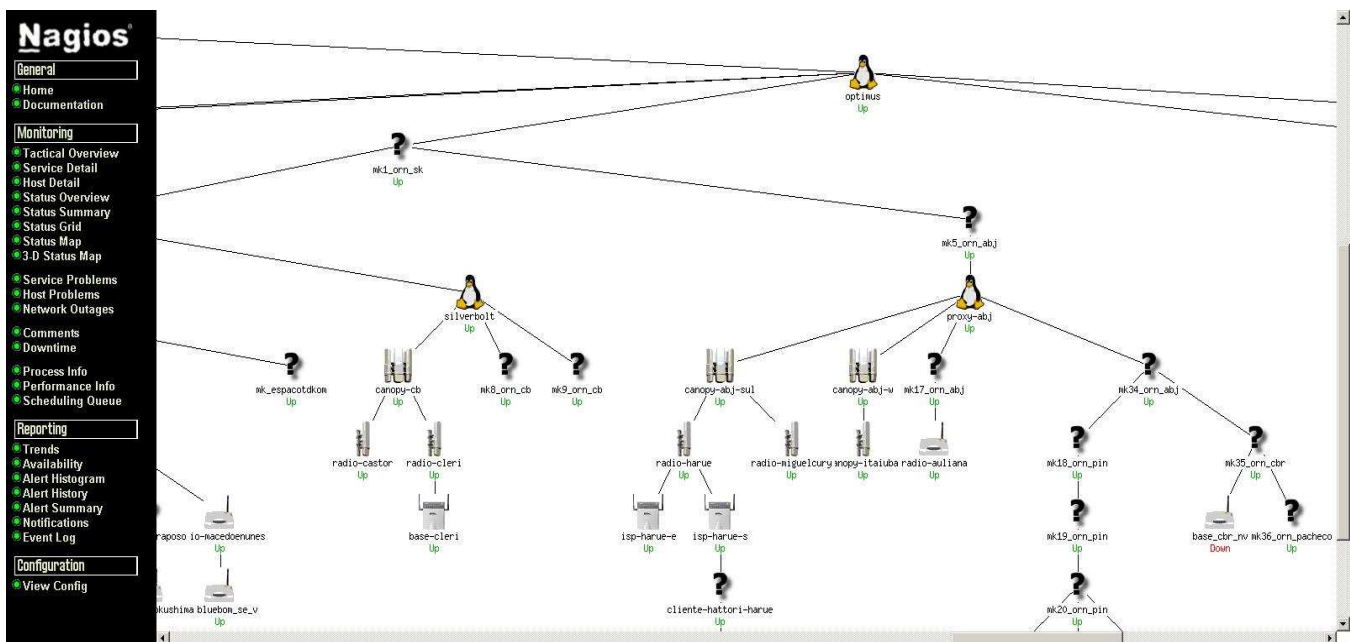 Nagios®
General
Home
Documentation
Monitoring
Tactical Overview
Service Detail
Host Detail
Status Overview
Status Summary
Status Grid
Status Map
3-D Status Map
Service Problems
Host Problems
Network Outages
Comments
Downtime
Process Info
Performance Info
Scheduling Queue
Reporting
Trends
Availability
Alert Histogram
Alert History
Alert Summary
Notifications
Event Log
Configuration
View Config
optimus
Up
mk1_orn_sk
Up
mk5_orn_abj
Up
silverbolt
Up
proxy-abj
Up
mk_espacotdkom
Up
canopy-cb
Up
mk8_orn_cb
Up
mk9_orn_cb
Up
canopy-abj-sul
Up
canopy-abj-w
Up
mk17_orn_abj
Up
mk34_orn_abj
Up
radio-castor
Up
radio-cleri
Up
radio-harue
Up
radio-miguelcury
Up
nopy-itaiuba
Up
radio-auliana
Up
mk18_orn_pin
Up
mk35_orn_cbr
Up
raposo
io-macedoenunes
Up
base-cleri
Up
isp-harue-e
Up
isp-harue-s
Up
mk19_orn_pin
Up
base_cbr_nv
Down
mk36_orn_pacheco
Up
okushima
bluebom_se_v
Up
cliente-hattori-harue
Up
mk20_orn_pin
Up